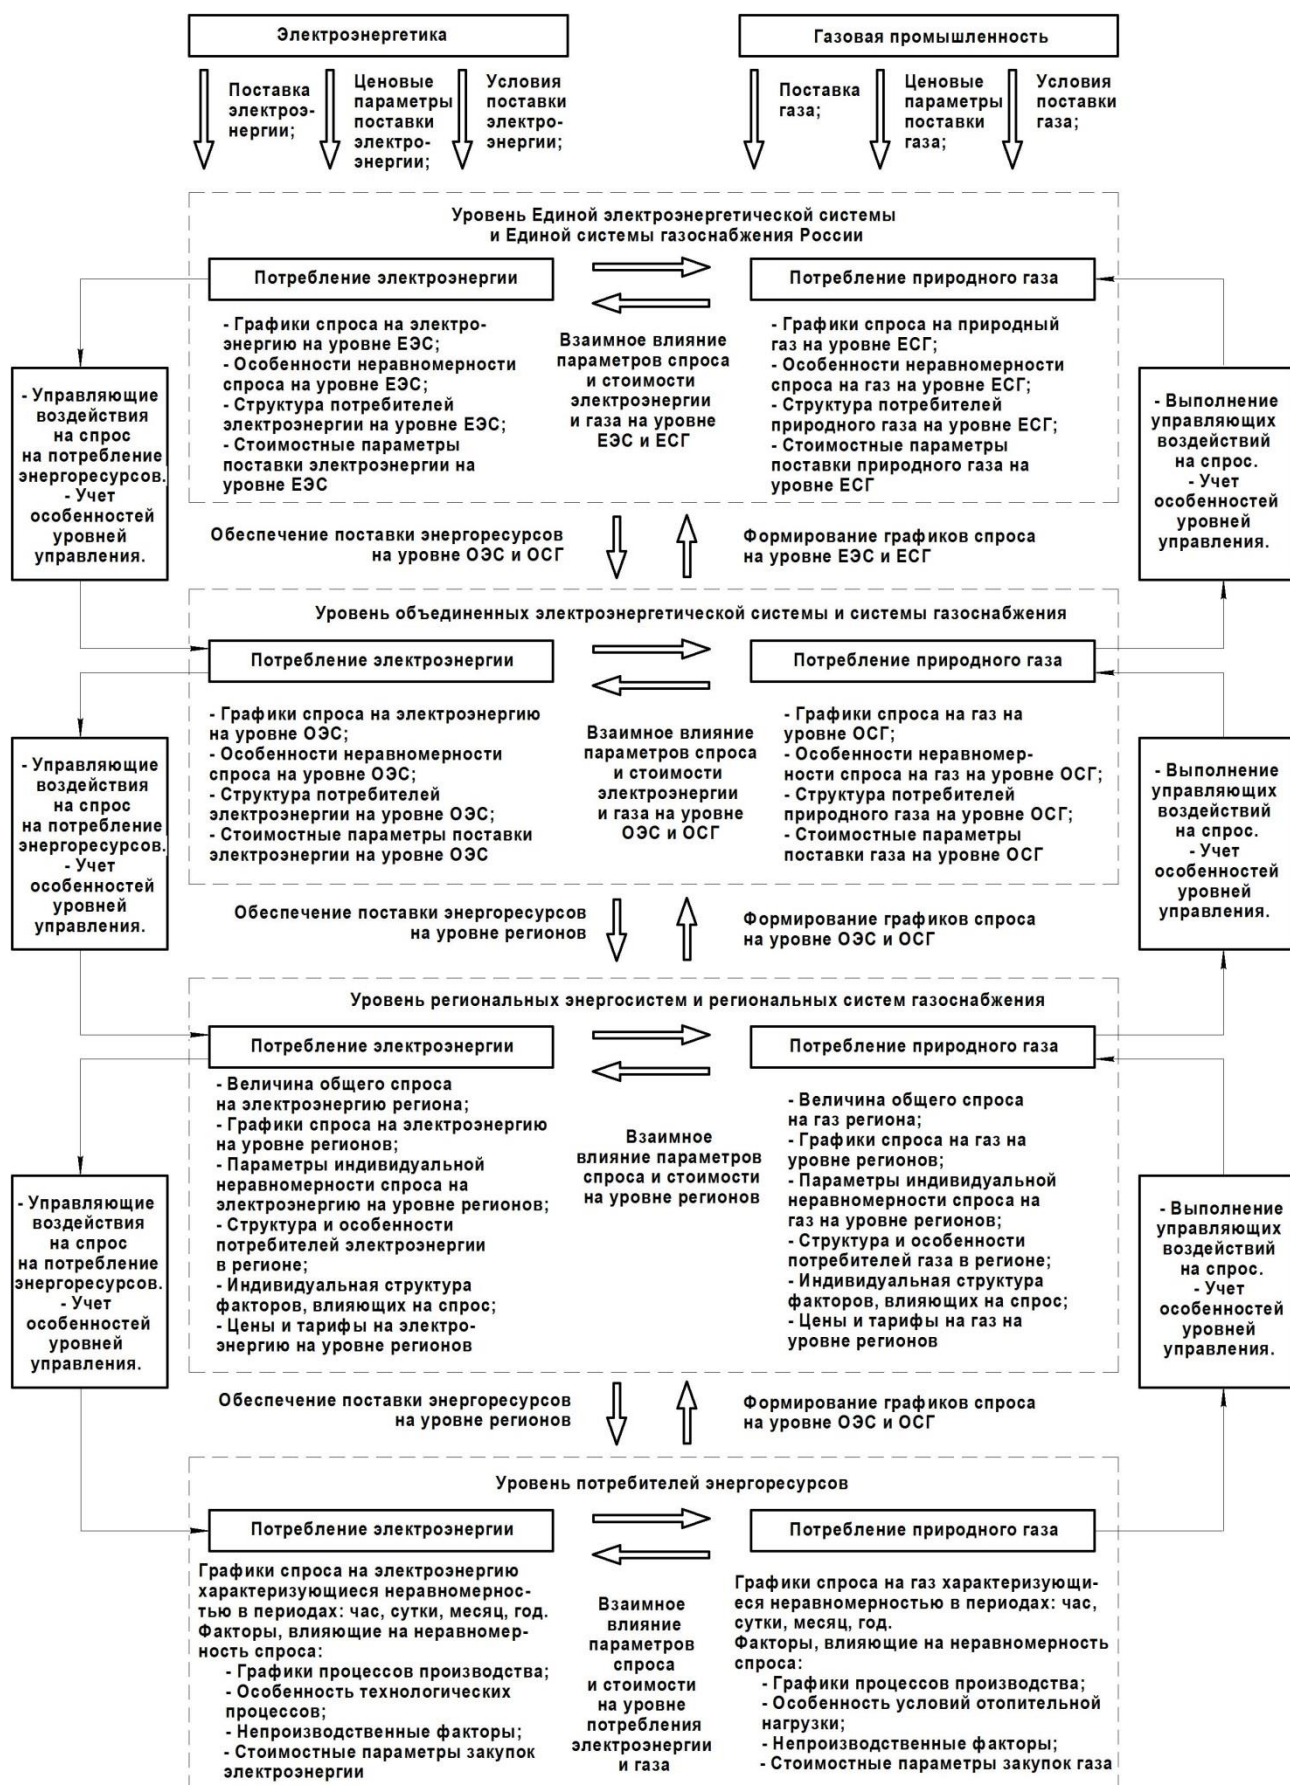 Электроэнергетика
Газовая промышленность
Поставка
электроэ-
нергии;
Ценовые
параметры
поставки
электро-
энергии;
Условия
поставки
электро-
энергии;
Поставка
газа;
Ценовые
параметры
поставки
газа;
Условия
поставки
газа;
Уровень Единой электроэнергетической системы
и Единой системы газоснабжения России
Потребление электроэнергии
Потребление природного газа
- Графики спроса на электро-
энергию на уровне ЕЭС;
- Особенности неравномерности
спроса на уровне ЕЭС;
- Структура потребителей
электроэнергии на уровне ЕЭС;
- Стоимостные параметры
поставки электроэнергии на
уровне ЕЭС
Взаимное влияние
параметров спроса
и стоимости
электроэнергии
и газа на уровне
ЕЭС и ЕСГ
- Графики спроса на природный
газ на уровне ЕСГ;
- Особенности неравномерности
спроса на газ на уровне ЕСГ;
- Структура потребителей
природного газа на уровне ЕСГ;
- Стоимостные параметры
поставки природного газа на
уровне ЕСГ
- Управляющие
воздействия
на спрос
на потребление
энергоресурсов.
- Учет
особенностей
уровней
управления.
- Выполнение
управляющих
воздействий
на спрос.
- Учет
особенностей
уровней
управления.
Обеспечение поставки энергоресурсов
на уровне ОЭС и ОСГ
Формирование графиков спроса
на уровне ЕЭС и ЕСГ
Уровень объединенных электроэнергетической системы и системы газоснабжения
Потребление электроэнергии
Потребление природного газа
- Графики спроса на электроэнергию
на уровне ОЭС;
- Особенности неравномерности
спроса на уровне ОЭС;
- Структура потребителей
электроэнергии на уровне ОЭС;
- Стоимостные параметры поставки
электроэнергии на уровне ОЭС
Взаимное влияние
параметров спроса
и стоимости
электроэнергии
и газа на уровне
ОЭС и ОСГ
- Графики спроса на газ на
уровне ОСГ;
- Особенности неравномер-
ности спроса на газ на уровне ОСГ;
- Структура потребителей
природного газа на уровне ОСГ;
- Стоимостные параметры
поставки газа на уровне ОСГ
- Управляющие
воздействия
на спрос
на потребление
энергоресурсов.
- Учет
особенностей
уровней
управления.
- Выполнение
управляющих
воздействий
на спрос.
- Учет
особенностей
уровней
управления.
Обеспечение поставки энергоресурсов
на уровне регионов
Формирование графиков спроса
на уровне ОЭС и ОСГ
Уровень региональных энергосистем и региональных систем газоснабжения
Потребление электроэнергии
Потребление природного газа
- Величина общего спроса
на электроэнергию региона;
- Графики спроса на электроэнергию
на уровне регионов;
- Параметры индивидуальной
неравномерности спроса на
электроэнергию на уровне регионов;
- Структура и особенности
потребителей электроэнергии
в регионе;
- Индивидуальная структура
факторов, влияющих на спрос;
- Цены и тарифы на электро-
энергию на уровне регионов
Взаимное
влияние параметров
спроса и стоимости
на уровне регионов
- Величина общего спроса
на газ региона;
- Графики спроса на газ на
уровне регионов;
- Параметры индивидуальной
неравномерности спроса на
газ на уровне регионов;
- Структура и особенности
потребителей газа в регионе;
- Индивидуальная структура
факторов, влияющих на спрос;
- Цены и тарифы на газ на
уровне регионов
- Управляющие
воздействия
на спрос
на потребление
энергоресурсов.
- Учет
особенностей
уровней
управления.
- Выполнение
управляющих
воздействий
на спрос.
- Учет
особенностей
уровней
управления.
Обеспечение поставки энергоресурсов
на уровне регионов
Формирование графиков спроса
на уровне ОЭС и ОСГ
Уровень потребителей энергоресурсов
Потребление электроэнергии
Потребление природного газа
Графики спроса на электроэнергию
характеризующиеся неравномернос-
тью в периодах: час, сутки, месяц, год.
Факторы, влияющие на неравномер-
ность спроса:
- Графики процессов производства;
- Особенность технологических
процессов;
- Непроизводственные факторы;
- Стоимостные параметры закупок
электроэнергии
Взаимное
влияние
параметров
спроса
и стоимости
на уровне
потребления
электроэнергии
и газа
Графики спроса на газ характеризующи-
еся неравномерностью в периодах: час,
сутки, месяц, год.
Факторы, влияющие на неравномерность
спроса:
- Графики процессов производства;
- Особенность условий отопительной
нагрузки;
- Непроизводственные факторы;
- Стоимостные параметры закупок газа